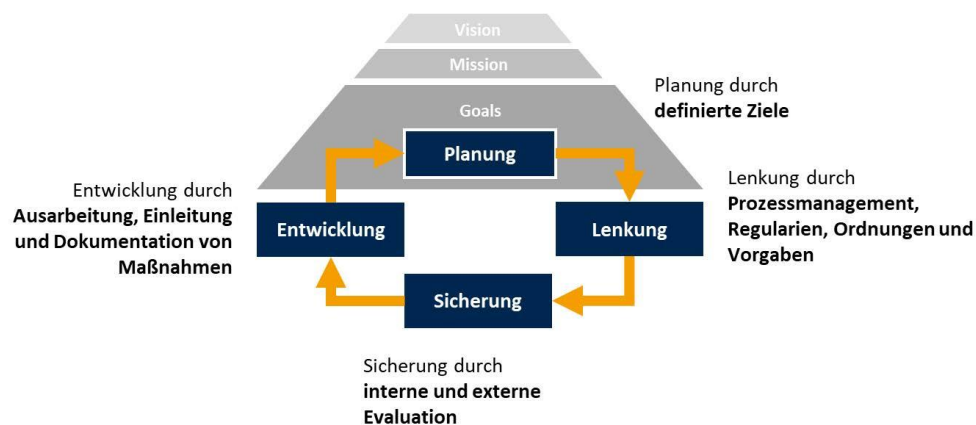 Vision
Mission
Goals
Planung durch
definierte Ziele
Planung
Entwicklung durch
Ausarbeitung, Einleitung
und Dokumentation von
Maßnahmen
Entwicklung
Lenkung
Lenkung durch
Prozessmanagement,
Regularien, Ordnungen und
Vorgaben
Sicherung
Sicherung durch
interne und externe
Evaluation